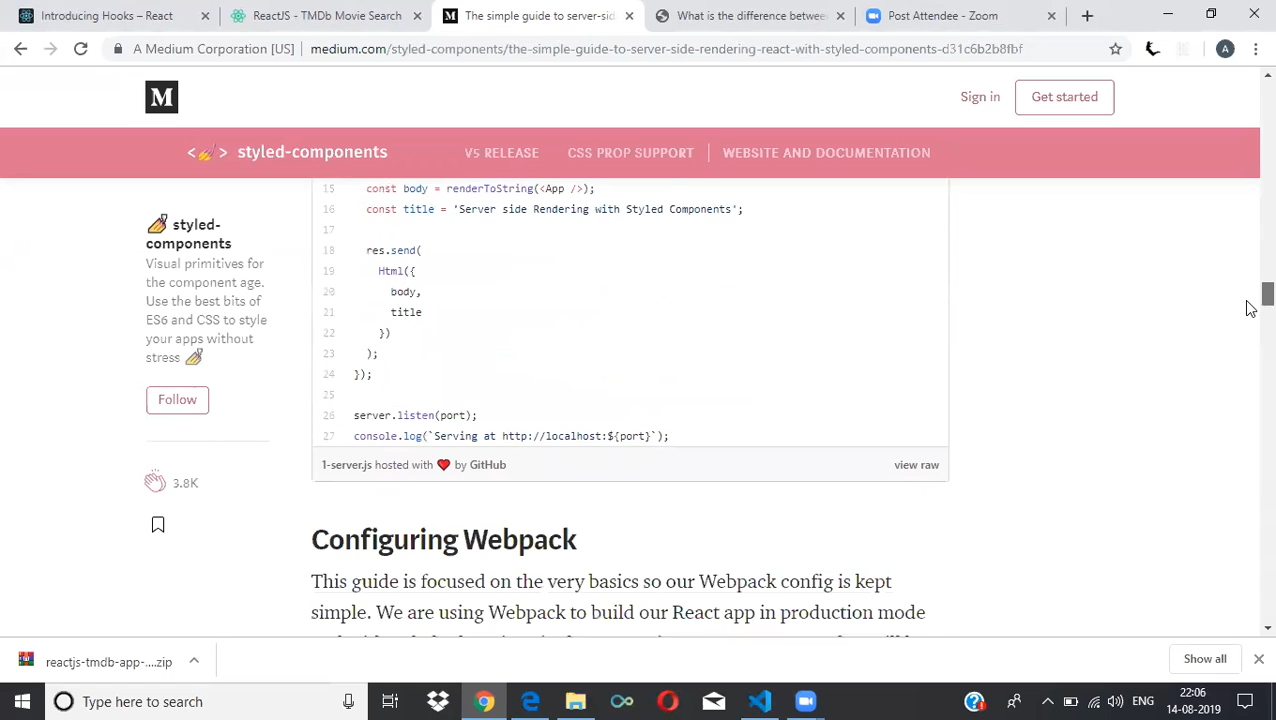 Introducing Hooks – React
ReactJS - TMDb Movie Search
The simple guide to server-sid
What is the difference between
Post Attendee - Zoom
A Medium Corporation [US]
medium.com/styled-components/the-simple-guide-to-server-side-rendering-react-with-styled-components-d31c6b2b8fbf
A
M
Sign in
Get started
< > styled-components
V5 RELEASE
CSS PROP SUPPORT
WEBSITE AND DOCUMENTATION
styled-
components
Visual primitives for
the component age.
Use the best bits of
ES6 and CSS to style
your apps without
stress
Follow
3.8K
15 const body = renderToString(<App />);
16 const title = 'Server side Rendering with Styled Components';
17
18 res.send(
19 Html({
20 body,
21 title
22 })
23 );
24 });
25
26 server.listen(port);
27 console.log(`Serving at http://localhost:${port}`);
1-server.js hosted with ❤ by GitHub
view raw
Configuring Webpack
This guide is focused on the very basics so our Webpack config is kept
simple. We are using Webpack to build our React app in production mode
reactjs-tmdb-app-....zip
Show all
Type here to search
ENG
22:06
14-08-2019